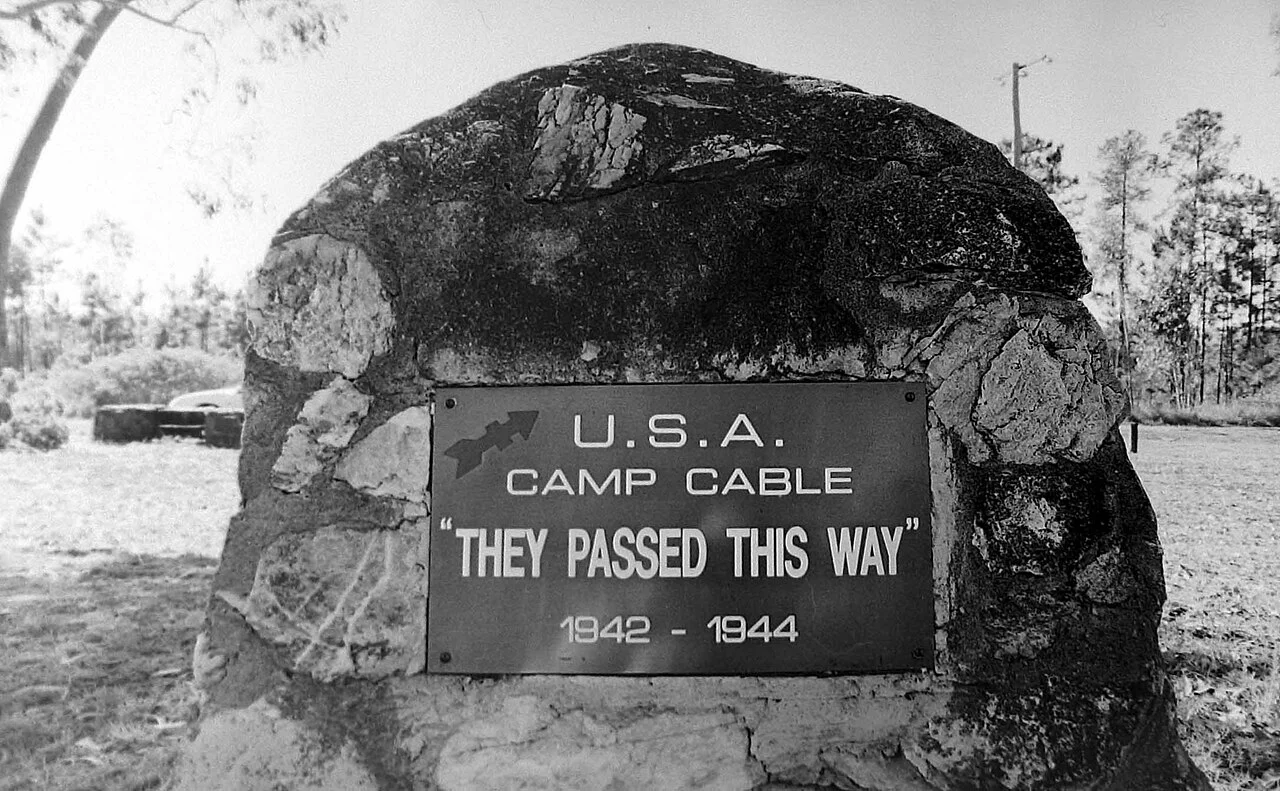 U.S.A.
CAMP CABLE
"THEY PASSED THIS WAY"
1942 - 1944